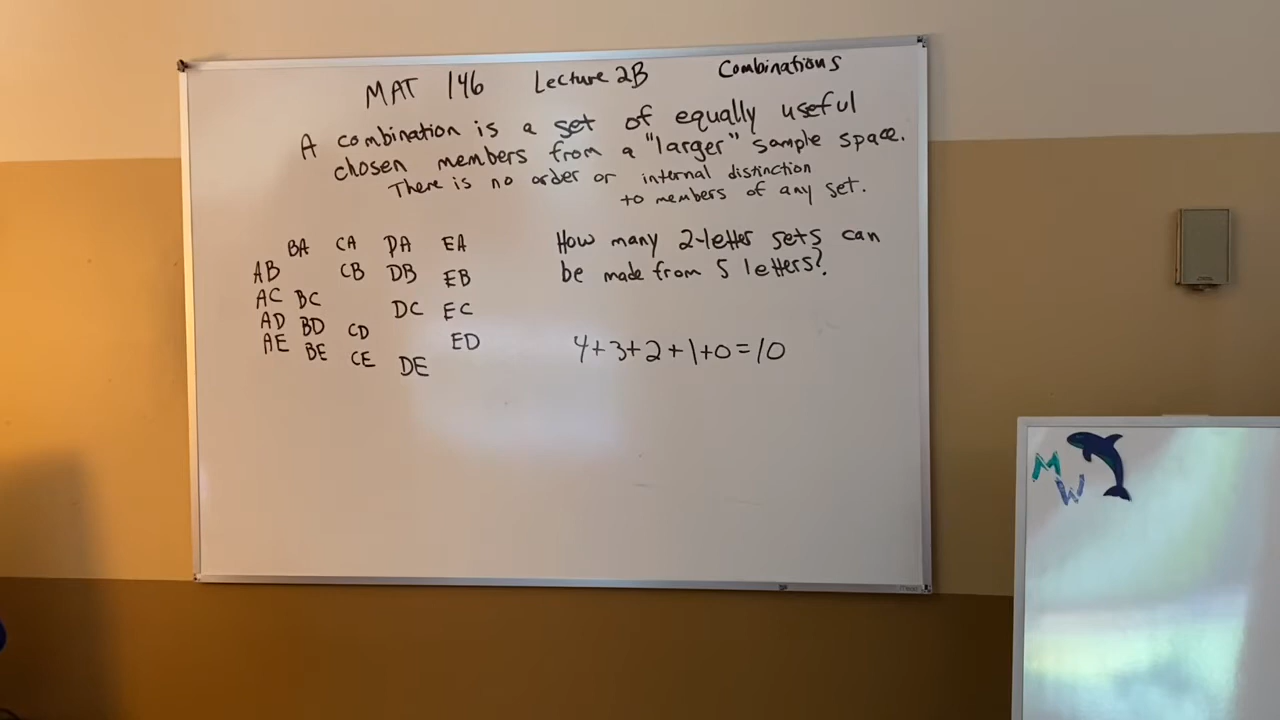 MAT 146 Lecture 2B Combinations
A combination is a set of equally useful
chosen members from a "larger" sample space.
There is no order or internal distinction
to members of any set.
BA CA DA EA
AB CB DB EB
AC BC DC EC
AD BD CD ED
AE BE CE DE
How many 2-letter sets can
be made from 5 letters?
4+3+2+1+0=10
M
W